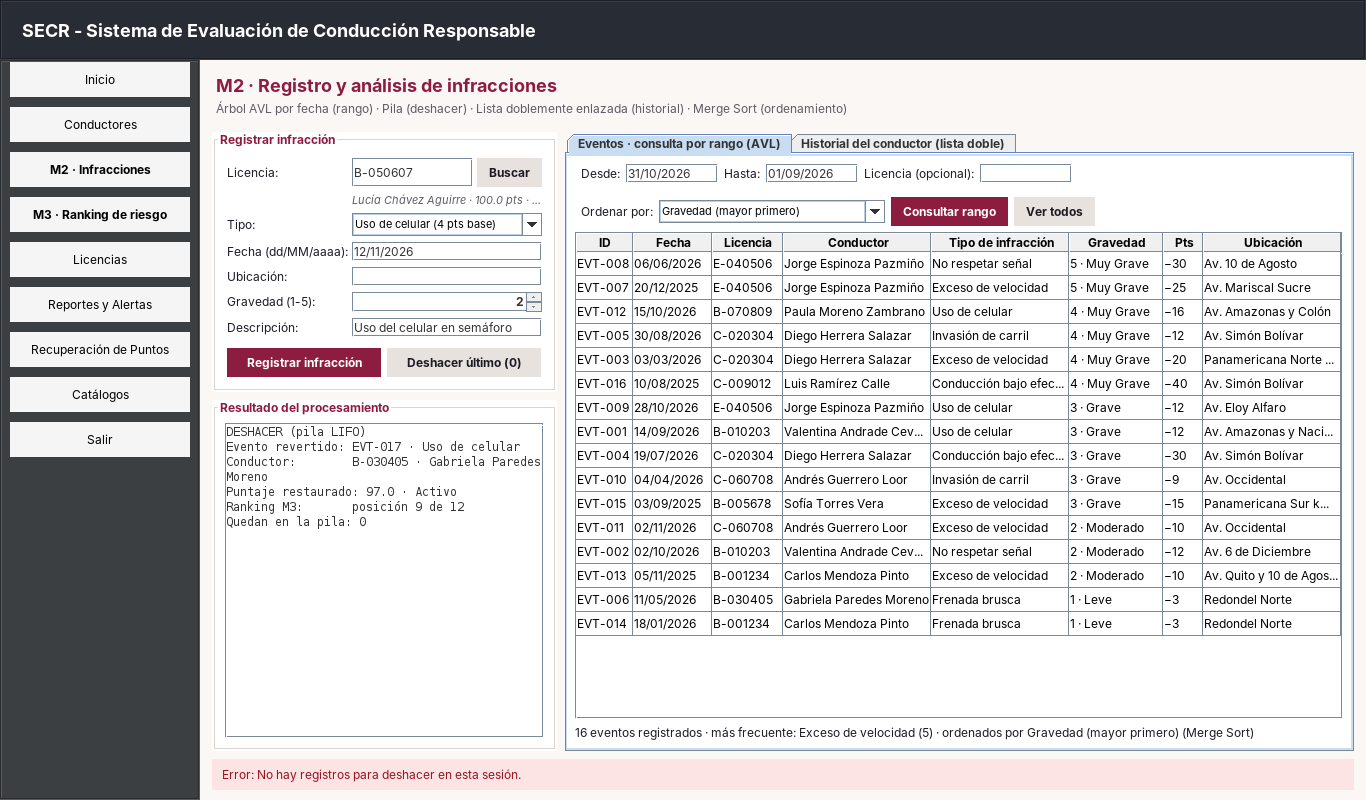 SECR - Sistema de Evaluación de Conducción Responsable
Inicio
Conductores
M2 · Infracciones
M3 · Ranking de riesgo
Licencias
Reportes y Alertas
Recuperación de Puntos
Catálogos
Salir
M2 · Registro y análisis de infracciones
Árbol AVL por fecha (rango) · Pila (deshacer) · Lista doblemente enlazada (historial) · Merge Sort (ordenamiento)
Registrar infracción
Licencia: B-050607 Buscar
Lucía Chávez Aguirre · 100.0 pts · ...
Tipo: Uso de celular (4 pts base)
Fecha (dd/MM/aaaa): 12/11/2026
Ubicación:
Gravedad (1-5): 2
Descripción: Uso del celular en semáforo
Registrar infracción Deshacer último (0)
Resultado del procesamiento
DESHACER (pila LIFO)
Evento revertido: EVT-017 · Uso de celular
Conductor: B-030405 · Gabriela Paredes
Moreno
Puntaje restaurado: 97.0 · Activo
Ranking M3: posición 9 de 12
Quedan en la pila: 0
Eventos · consulta por rango (AVL) Historial del conductor (lista doble)
Desde: 31/10/2026 Hasta: 01/09/2026 Licencia (opcional):
Ordenar por: Gravedad (mayor primero) Consultar rango Ver todos
ID Fecha Licencia Conductor Tipo de infracción Gravedad Pts Ubicación
EVT-008 06/06/2026 E-040506 Jorge Espinoza Pazmiño No respetar señal 5 · Muy Grave −30 Av. 10 de Agosto
EVT-007 20/12/2025 E-040506 Jorge Espinoza Pazmiño Exceso de velocidad 5 · Muy Grave −25 Av. Mariscal Sucre
EVT-012 15/10/2026 B-070809 Paula Moreno Zambrano Uso de celular 4 · Muy Grave −16 Av. Amazonas y Colón
EVT-005 30/08/2026 C-020304 Diego Herrera Salazar Invasión de carril 4 · Muy Grave −12 Av. Simón Bolívar
EVT-003 03/03/2026 C-020304 Diego Herrera Salazar Exceso de velocidad 4 · Muy Grave −20 Panamericana Norte ...
EVT-016 10/08/2025 C-009012 Luis Ramírez Calle Conducción bajo efec... 4 · Muy Grave −40 Av. Simón Bolívar
EVT-009 28/10/2026 E-040506 Jorge Espinoza Pazmiño Uso de celular 3 · Grave −12 Av. Eloy Alfaro
EVT-001 14/09/2026 B-010203 Valentina Andrade Cev... Uso de celular 3 · Grave −12 Av. Amazonas y Naci...
EVT-004 19/07/2026 C-020304 Diego Herrera Salazar Conducción bajo efec... 3 · Grave −30 Av. Simón Bolívar
EVT-010 04/04/2026 C-060708 Andrés Guerrero Loor Invasión de carril 3 · Grave −9 Av. Occidental
EVT-015 03/09/2025 B-005678 Sofía Torres Vera Exceso de velocidad 3 · Grave −15 Panamericana Sur k...
EVT-011 02/11/2026 C-060708 Andrés Guerrero Loor Exceso de velocidad 2 · Moderado −10 Av. Occidental
EVT-002 02/10/2026 B-010203 Valentina Andrade Cev... No respetar señal 2 · Moderado −12 Av. 6 de Diciembre
EVT-013 05/11/2025 B-001234 Carlos Mendoza Pinto Exceso de velocidad 2 · Moderado −10 Av. Quito y 10 de Agos...
EVT-006 11/05/2026 B-030405 Gabriela Paredes Moreno Frenada brusca 1 · Leve −3 Redondel Norte
EVT-014 18/01/2026 B-001234 Carlos Mendoza Pinto Frenada brusca 1 · Leve −3 Redondel Norte
16 eventos registrados · más frecuente: Exceso de velocidad (5) · ordenados por Gravedad (mayor primero) (Merge Sort)
Error: No hay registros para deshacer en esta sesión.